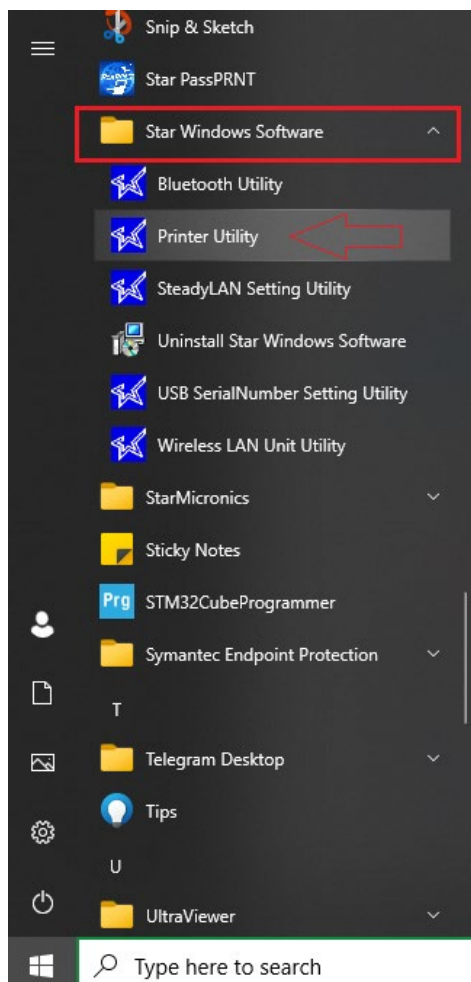 Snip & Sketch
Star PassPRNT
Star Windows Software
Bluetooth Utility
Printer Utility
SteadyLAN Setting Utility
Uninstall Star Windows Software
USB SerialNumber Setting Utility
Wireless LAN Unit Utility
StarMicronics
Sticky Notes
Prg STM32CubeProgrammer
Symantec Endpoint Protection
T
Telegram Desktop
Tips
U
UltraViewer
Type here to search